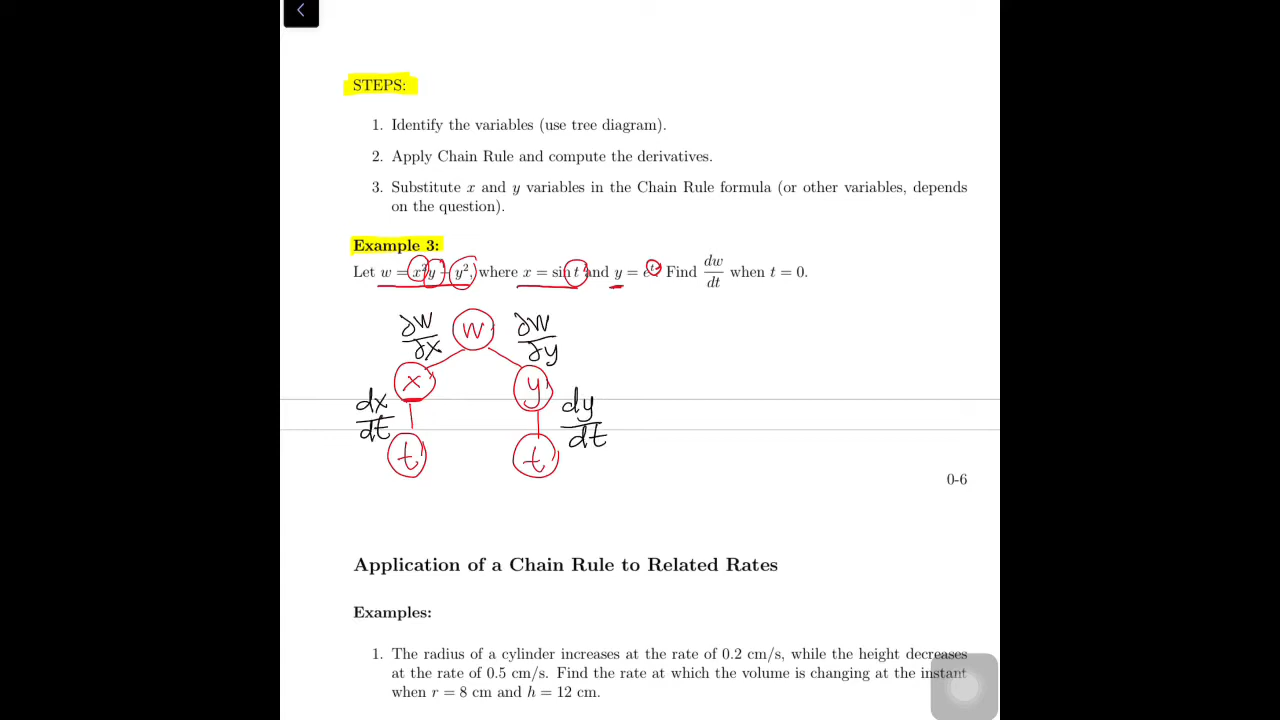 STEPS:
1. Identify the variables (use tree diagram).
2. Apply Chain Rule and compute the derivatives.
3. Substitute x and y variables in the Chain Rule formula (or other variables, depends
on the question).
Example 3:
Let w = x²y − y², where x = sin t and y = eᵗ. Find dw/dt when t = 0.
∂w/∂x w ∂w/∂y
x y
dx/dt dy/dt
t t
0-6
Application of a Chain Rule to Related Rates
Examples:
1. The radius of a cylinder increases at the rate of 0.2 cm/s, while the height decreases
at the rate of 0.5 cm/s. Find the rate at which the volume is changing at the instant
when r = 8 cm and h = 12 cm.